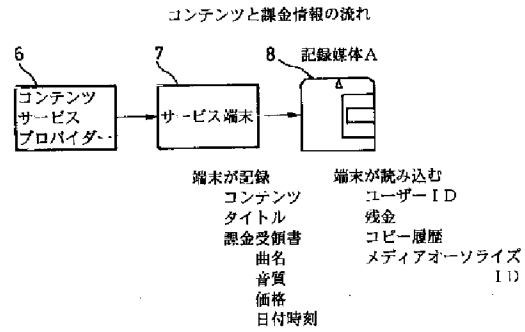 コンテンツと課金情報の流れ
6
7
8
記録媒体A
コンテンツ
サービス
プロバイダー
サービス端末
端末が記録
コンテンツ
タイトル
課金受領書
曲名
音質
価格
日付時刻
端末が読み込む
ユーザーID
残金
コピー履歴
メディアオーソライズ
ID